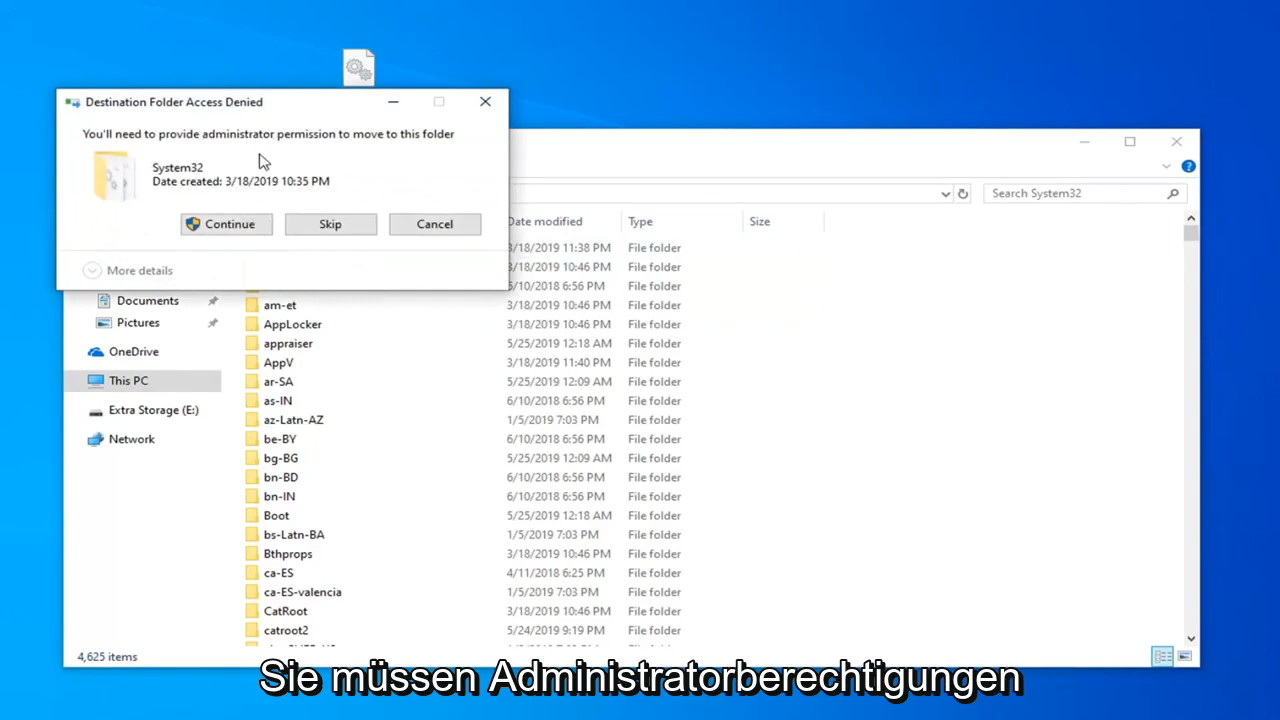 Destination Folder Access Denied
You'll need to provide administrator permission to move to this folder
System32
Date created: 3/18/2019 10:35 PM
Continue Skip Cancel
More details
Search System32
Date modified Type Size
3/18/2019 11:38 PM File folder
3/18/2019 10:46 PM File folder
6/10/2018 6:56 PM File folder
Documents
Pictures
OneDrive
This PC
Extra Storage (E:)
Network
am-et 3/18/2019 10:46 PM File folder
AppLocker 3/18/2019 10:46 PM File folder
appraiser 5/25/2019 12:18 AM File folder
AppV 3/18/2019 11:40 PM File folder
ar-SA 5/25/2019 12:09 AM File folder
as-IN 6/10/2018 6:56 PM File folder
az-Latn-AZ 1/5/2019 7:03 PM File folder
be-BY 6/10/2018 6:56 PM File folder
bg-BG 5/25/2019 12:09 AM File folder
bn-BD 6/10/2018 6:56 PM File folder
bn-IN 6/10/2018 6:56 PM File folder
Boot 5/25/2019 12:18 AM File folder
bs-Latn-BA 1/5/2019 7:03 PM File folder
Bthprops 3/18/2019 10:46 PM File folder
ca-ES 4/11/2018 6:25 PM File folder
ca-ES-valencia 1/5/2019 7:03 PM File folder
CatRoot 3/18/2019 10:46 PM File folder
catroot2 5/24/2019 9:19 PM File folder
4,625 items
Sie müssen Administratorberechtigungen